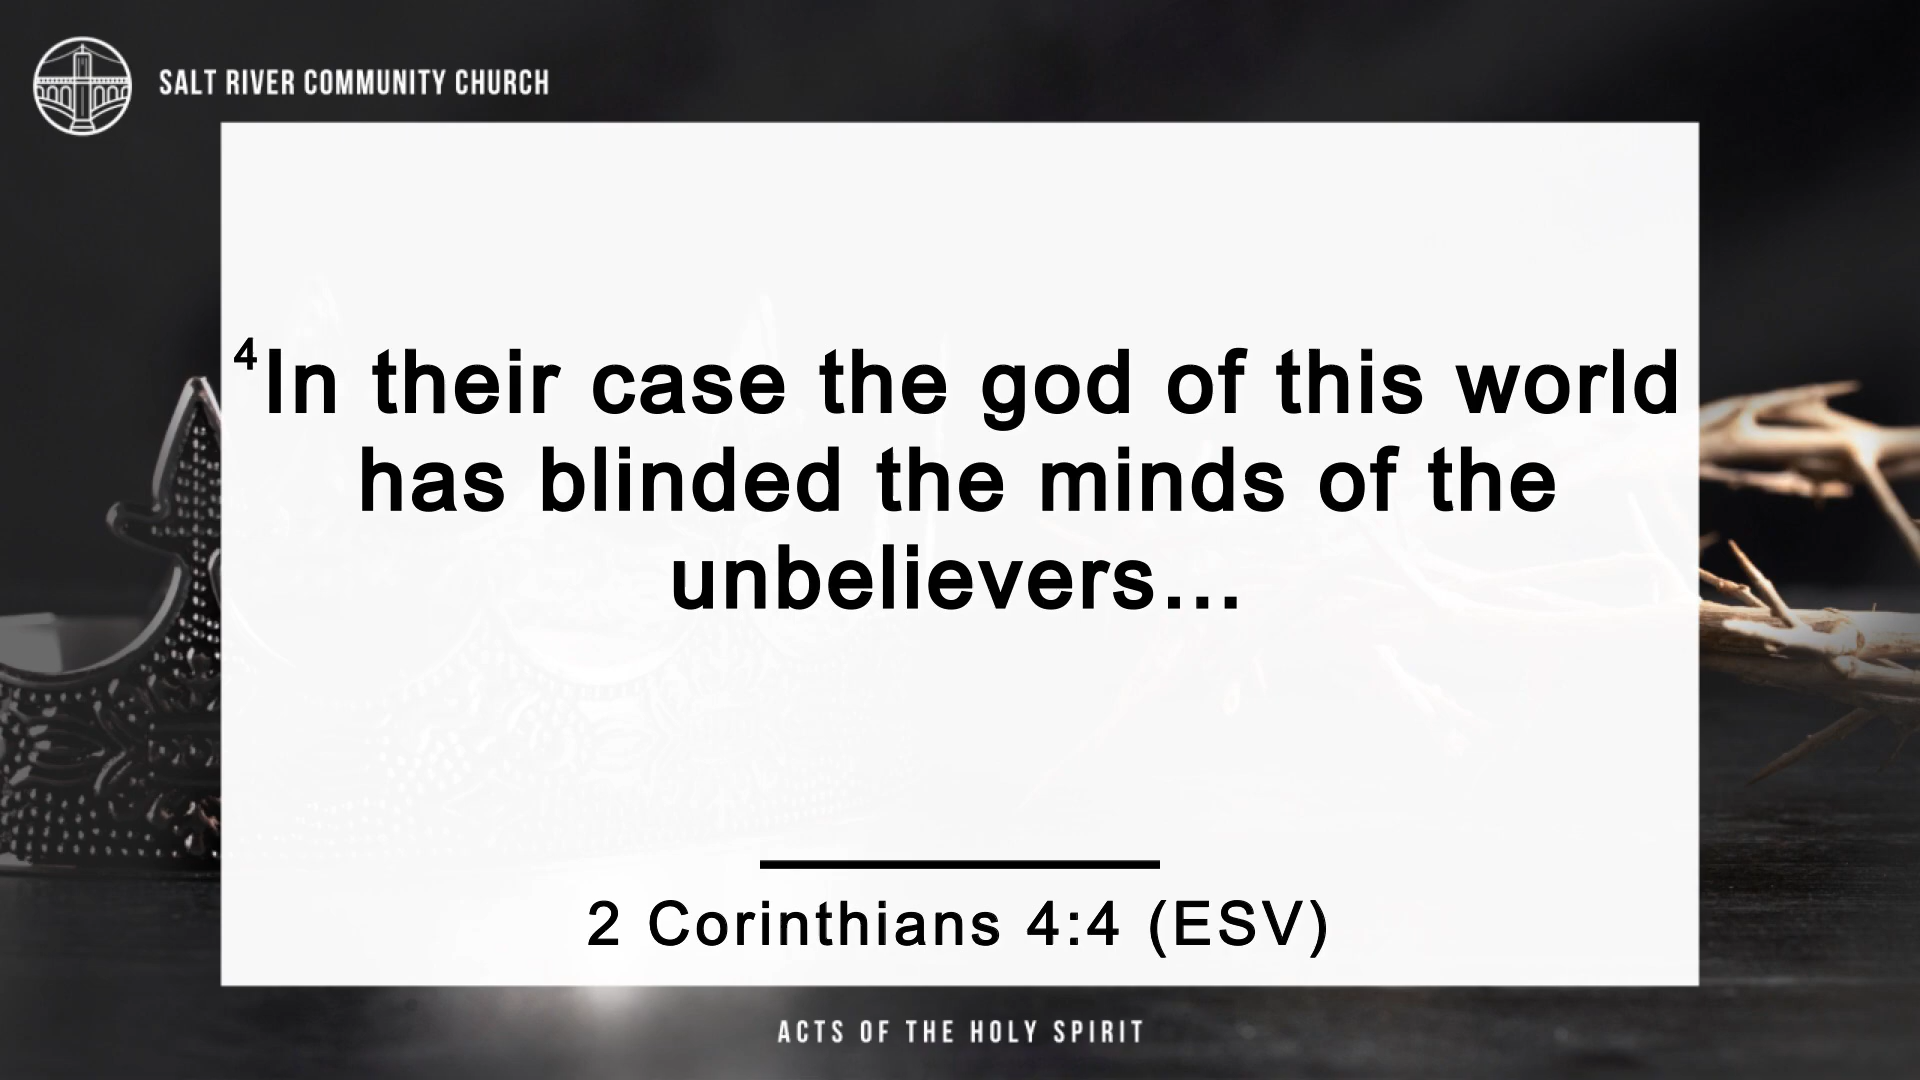 SALT RIVER COMMUNITY CHURCH
⁴In their case the god of this world
has blinded the minds of the
unbelievers…
2 Corinthians 4:4 (ESV)
ACTS OF THE HOLY SPIRIT